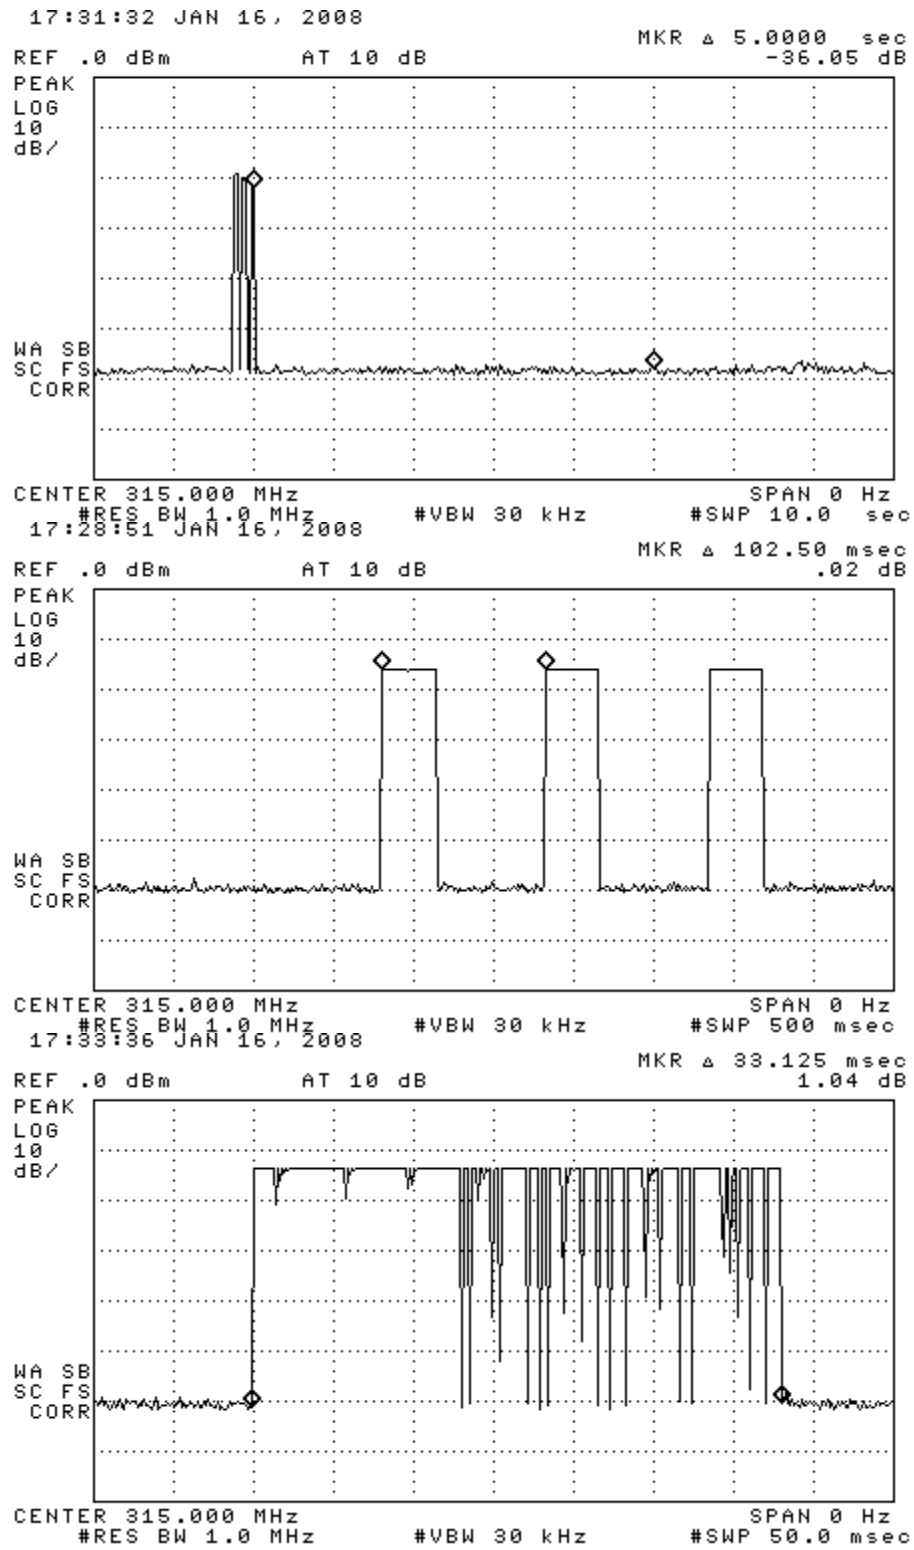 17:31:32 JAN 16, 2008
MKR Δ 5.0000 sec
REF .0 dBm AT 10 dB -36.05 dB
PEAK
LOG
10
dB/
WA SB
SC FS
CORR
CENTER 315.000 MHz SPAN 0 Hz
#RES BW 1.0 MHz #VBW 30 kHz #SWP 10.0 sec
17:28:51 JAN 16, 2008
MKR Δ 102.50 msec
REF .0 dBm AT 10 dB .02 dB
PEAK
LOG
10
dB/
WA SB
SC FS
CORR
CENTER 315.000 MHz SPAN 0 Hz
#RES BW 1.0 MHz #VBW 30 kHz #SWP 500 msec
17:33:36 JAN 16, 2008
MKR Δ 33.125 msec
REF .0 dBm AT 10 dB 1.04 dB
PEAK
LOG
10
dB/
WA SB
SC FS
CORR
CENTER 315.000 MHz SPAN 0 Hz
#RES BW 1.0 MHz #VBW 30 kHz #SWP 50.0 msec